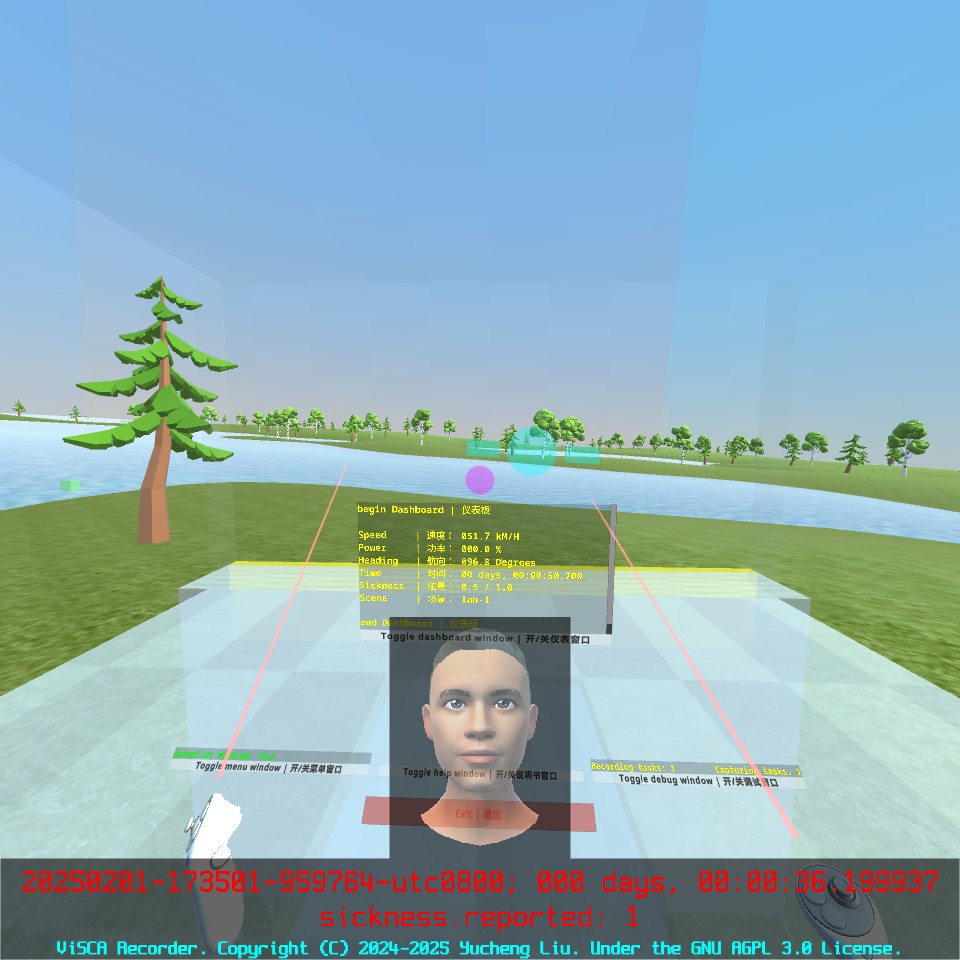 begin Dashboard | 仪表板
Speed | 速度: 051.7 kM/H
Power | 功率: 000.0 %
Heading | 航向: 096.8 Degrees
Time | 时间: 00 days, 00:00:50.700
Sickness | 晕量: 0.5 / 1.0
Scene | 场景: lab-1
end Dashboard | 仪表板
Toggle dashboard window | 开/关仪表窗口
Toggle menu window | 开/关菜单窗口
Toggle help window | 开/关说明书窗口
Recording tasks: 1 Capturing tasks: 1
Toggle debug window | 开/关调试窗口
Exit | 退出
20250201-173501-959764-utc0800; 000 days, 00:00:36.199937
sickness.reported: 1
ViSCA Recorder. Copyright (C) 2024-2025 Yucheng Liu. Under the GNU AGPL 3.0 License.